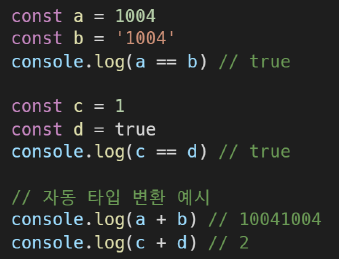 const a = 1004
const b = '1004'
console.log(a == b) // true
const c = 1
const d = true
console.log(c == d) // true
// 자동 타입 변환 예시
console.log(a + b) // 10041004
console.log(c + d) // 2